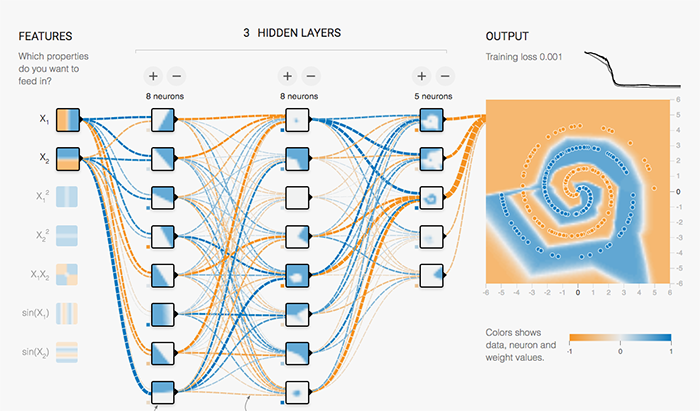 FEATURES
Which properties
do you want to
feed in?
X₁
X₂
X₁²
X₂²
X₁X₂
sin(X₁)
sin(X₂)
3 HIDDEN LAYERS
+ −
8 neurons
+ −
8 neurons
+ −
5 neurons
OUTPUT
Training loss 0.001
6
5
4
3
2
1
0
-1
-2
-3
-4
-5
-6
-6 -5 -4 -3 -2 -1 0 1 2 3 4 5 6
Colors shows
data, neuron and
weight values.
-1 0 1